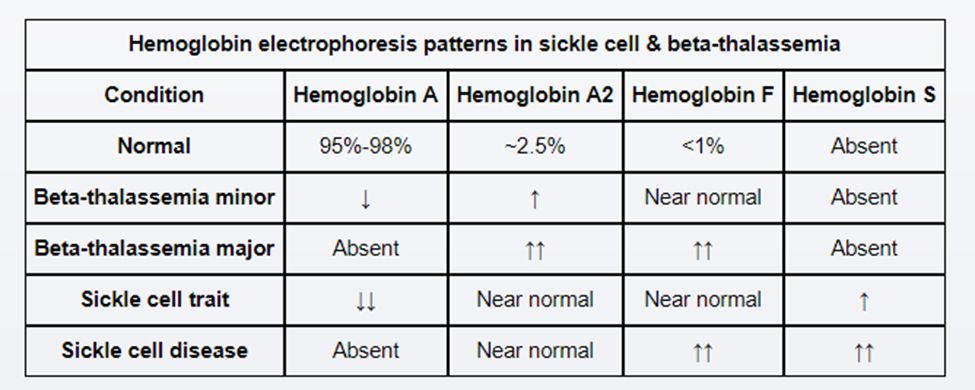 Hemoglobin electrophoresis patterns in sickle cell & beta-thalassemia
Condition Hemoglobin A Hemoglobin A2 Hemoglobin F Hemoglobin S
Normal 95%-98% ~2.5% <1% Absent
Beta-thalassemia minor ↓ ↑ Near normal Absent
Beta-thalassemia major Absent ↑↑ ↑↑ Absent
Sickle cell trait ↓↓ Near normal Near normal ↑
Sickle cell disease Absent Near normal ↑↑ ↑↑